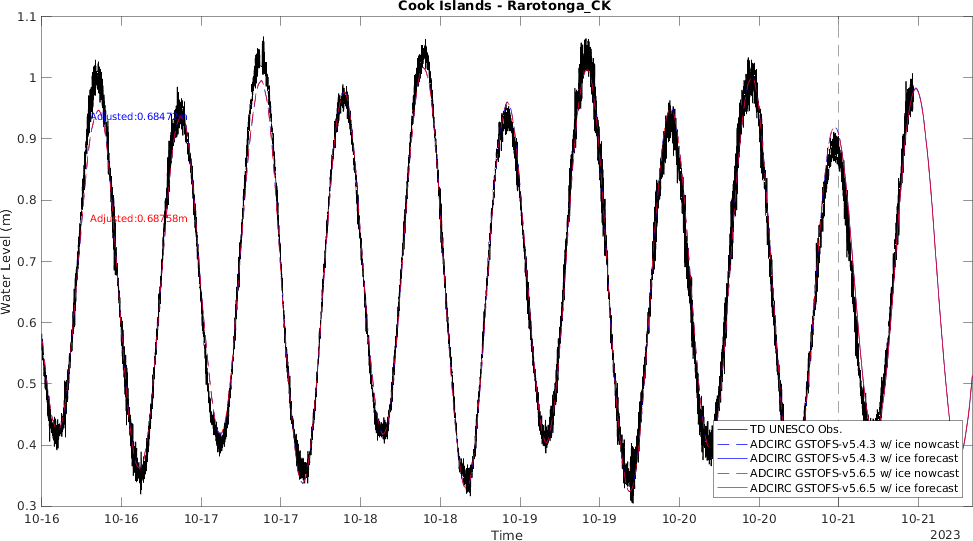 Cook Islands - Rarotonga_CK
1.1
1
0.9
0.8
0.7
0.6
0.5
0.4
0.3
Water Level (m)
Adjusted:0.68758m
TD UNESCO Obs.
ADCIRC GSTOFS-v5.4.3 w/ ice nowcast
ADCIRC GSTOFS-v5.4.3 w/ ice forecast
ADCIRC GSTOFS-v5.6.5 w/ ice nowcast
ADCIRC GSTOFS-v5.6.5 w/ ice forecast
10-16 10-16 10-17 10-17 10-18 10-18 10-19 10-19 10-20 10-20 10-21 10-21
Time
2023